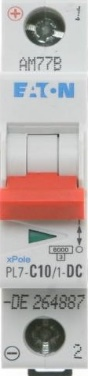 ⊕ 1
AM77B
EATON
6000
3
xPole
PL7-C10/1-DC
-DE 264887
⊖ 2